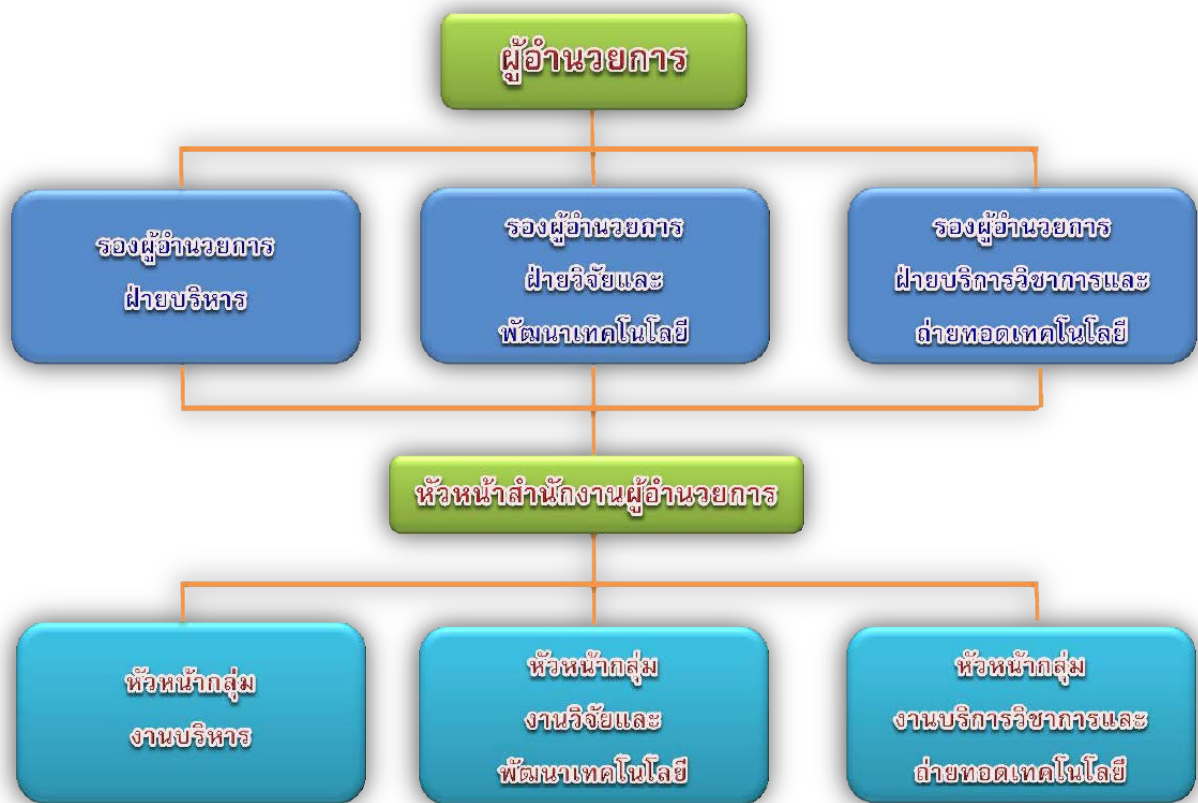 ผู้อำนวยการ
รองผู้อำนวยการ
ฝ่ายบริหาร
รองผู้อำนวยการ
ฝ่ายวิจัยและ
พัฒนาเทคโนโลยี
รองผู้อำนวยการ
ฝ่ายบริการวิชาการและ
ถ่ายทอดเทคโนโลยี
หัวหน้าสำนักงานผู้อำนวยการ
หัวหน้ากลุ่ม
งานบริหาร
หัวหน้ากลุ่ม
งานวิจัยและ
พัฒนาเทคโนโลยี
หัวหน้ากลุ่ม
งานบริการวิชาการและ
ถ่ายทอดเทคโนโลยี